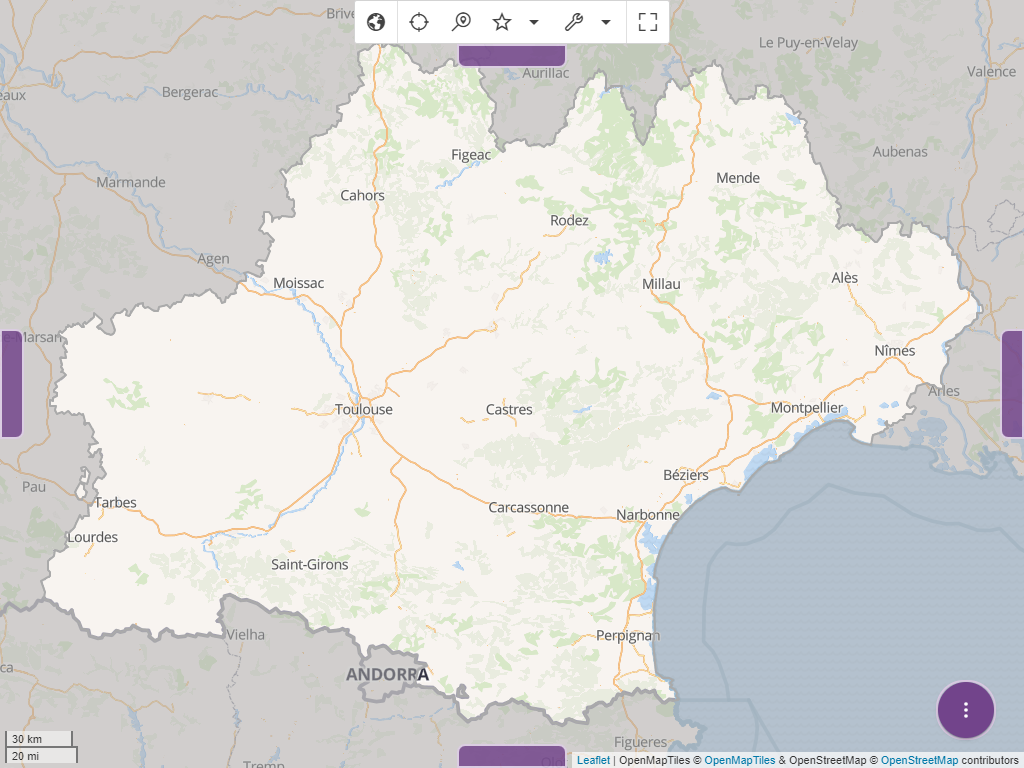 Brive
Le Puy-en-Velay
Aurillac
Valence
Bergerac
eaux
Figeac
Aubenas
Marmande
Mende
Cahors
Rodez
Agen
Moissac
Millau
Alès
e-Marsan
Nîmes
Arles
Toulouse
Castres
Montpellier
Béziers
Pau
Tarbes
Carcassonne
Narbonne
Lourdes
Saint-Girons
Vielha
Perpignan
ca
ANDORRA
30 km
Figueres
20 mi
Tremp
Leaflet | OpenMapTiles © OpenMapTiles & OpenStreetMap © OpenStreetMap contributors